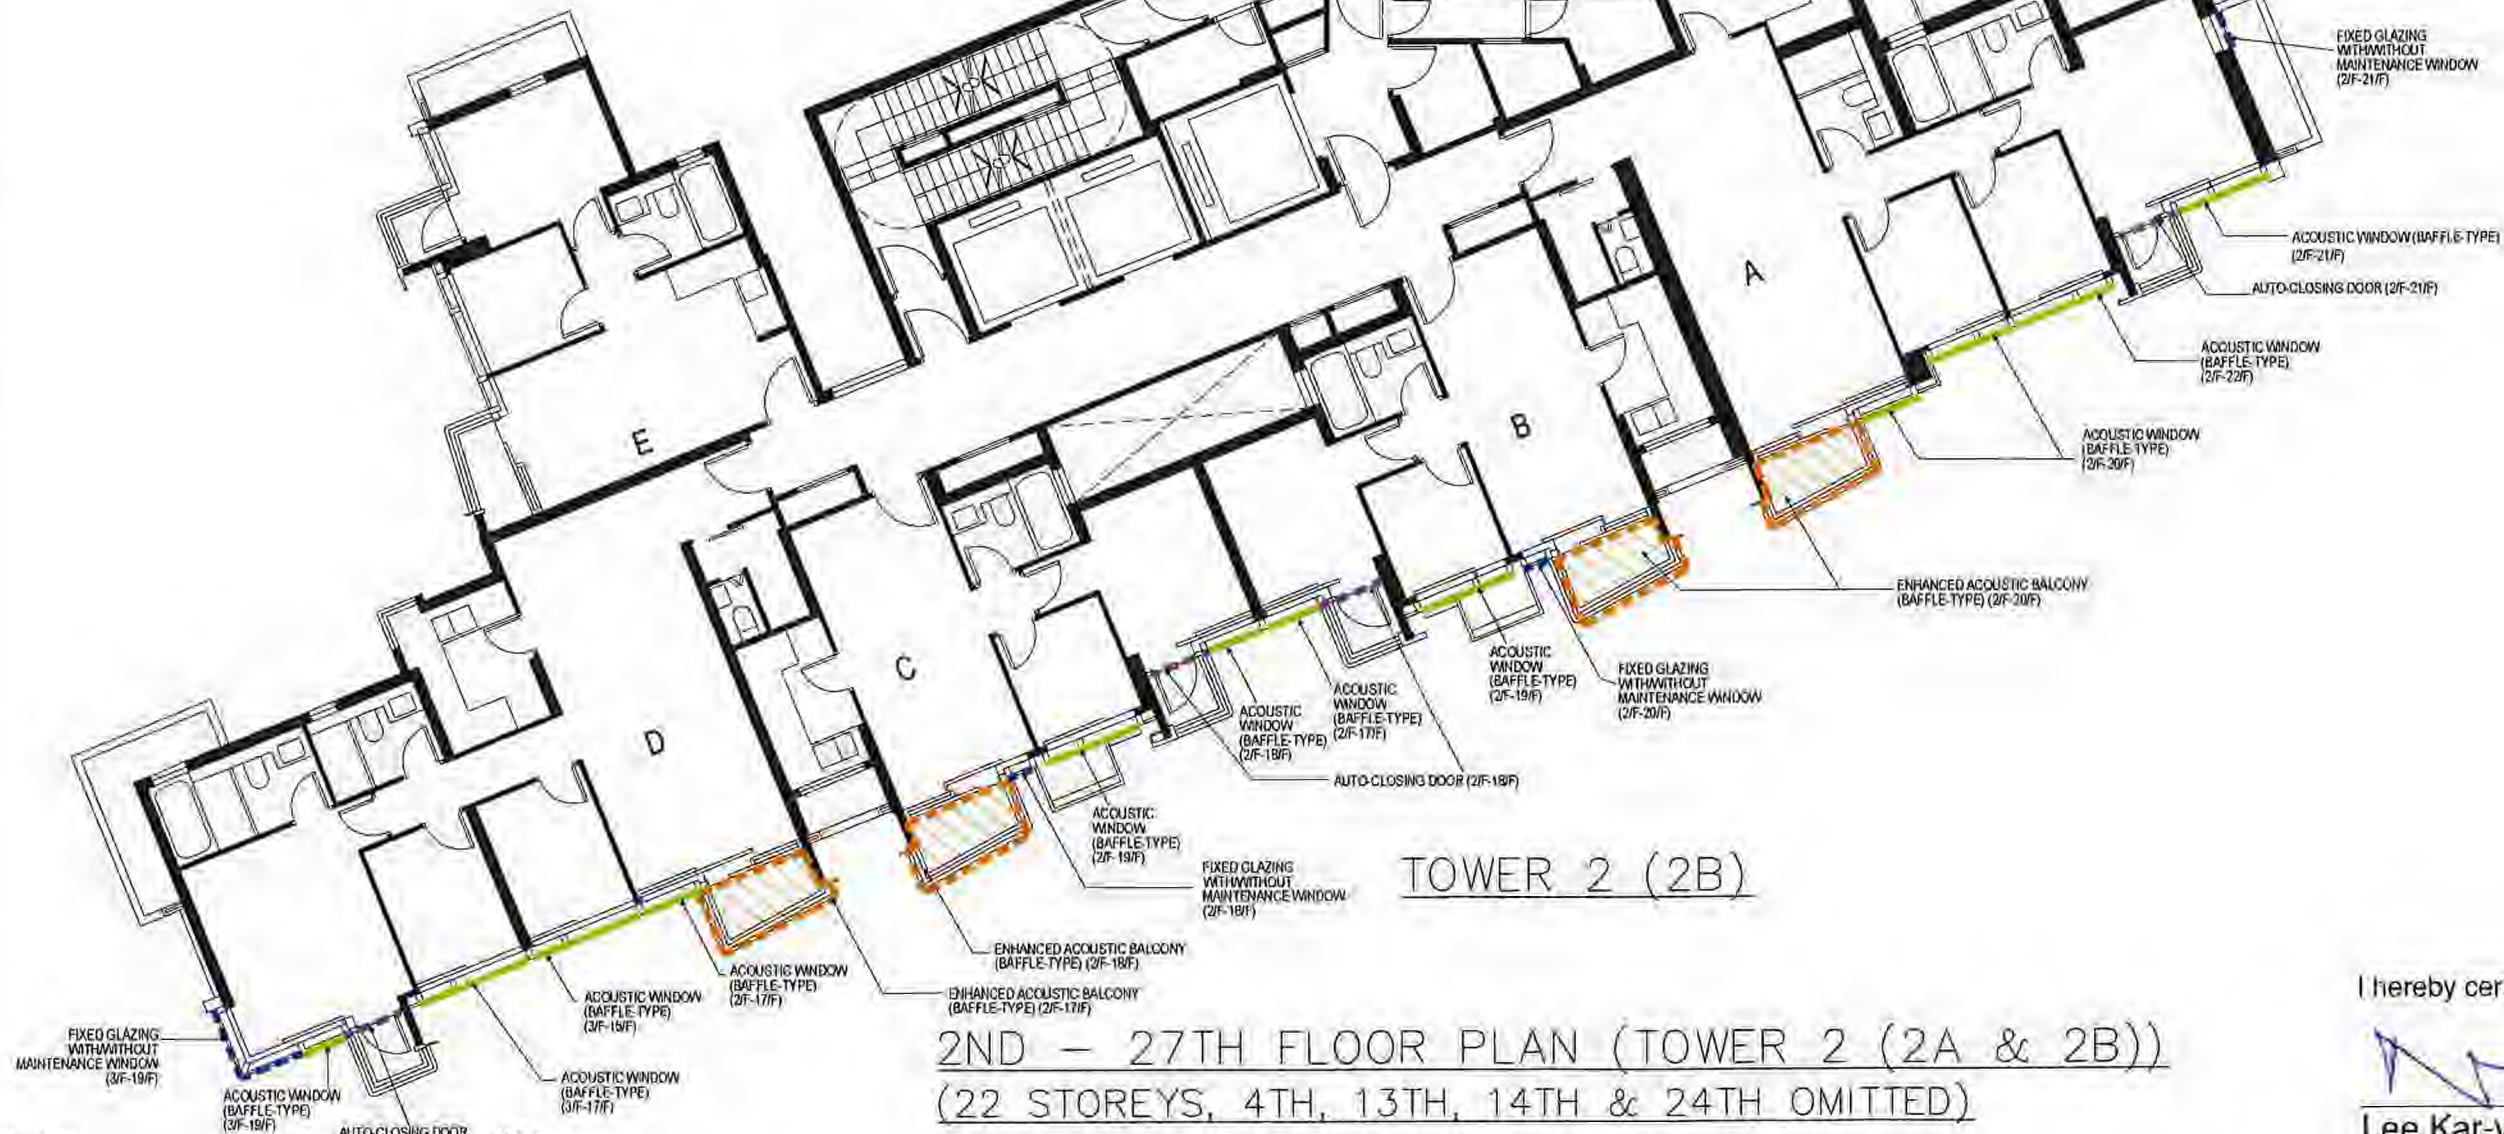 FIXED GLAZING
WITH/WITHOUT
MAINTENANCE WINDOW
(2/F-21/F)
ACOUSTIC WINDOW (BAFFLE-TYPE)
(2/F-21/F)
AUTO-CLOSING DOOR (2/F-21/F)
ACOUSTIC WINDOW
(BAFFLE-TYPE)
(2/F-22/F)
ACOUSTIC WINDOW
(BAFFLE-TYPE)
(2/F-20/F)
ENHANCED ACOUSTIC BALCONY
(BAFFLE-TYPE) (2/F-20/F)
A
B
C
D
E
ACOUSTIC
WINDOW
(BAFFLE-TYPE)
(2/F-19/F)
FIXED GLAZING
WITH/WITHOUT
MAINTENANCE WINDOW
(2/F-20/F)
ACOUSTIC
WINDOW
(BAFFLE-TYPE)
(2/F-17/F)
ACOUSTIC
WINDOW
(BAFFLE-TYPE)
(2/F-18/F)
AUTO-CLOSING DOOR (2/F-18/F)
ACOUSTIC
WINDOW
(BAFFLE-TYPE)
(2/F-19/F)
FIXED GLAZING
WITH/WITHOUT
MAINTENANCE WINDOW
(2/F-18/F)
TOWER 2 (2B)
ENHANCED ACOUSTIC BALCONY
(BAFFLE-TYPE) (2/F-18/F)
ENHANCED ACOUSTIC BALCONY
(BAFFLE-TYPE) (2/F-17/F)
ACOUSTIC WINDOW
(BAFFLE-TYPE)
(2/F-17/F)
ACOUSTIC WINDOW
(BAFFLE-TYPE)
ACOUSTIC WINDOW
(BAFFLE-TYPE)
(3/F-17/F)
FIXED GLAZING
WITH/WITHOUT
MAINTENANCE WINDOW
(3/F-19/F)
ACOUSTIC WINDOW
(BAFFLE-TYPE)
(3/F-19/F)
AUTO-CLOSING DOOR
2ND - 27TH FLOOR PLAN (TOWER 2 (2A & 2B))
(22 STOREYS, 4TH, 13TH, 14TH & 24TH OMITTED)
I hereby cer
Lee Kar-